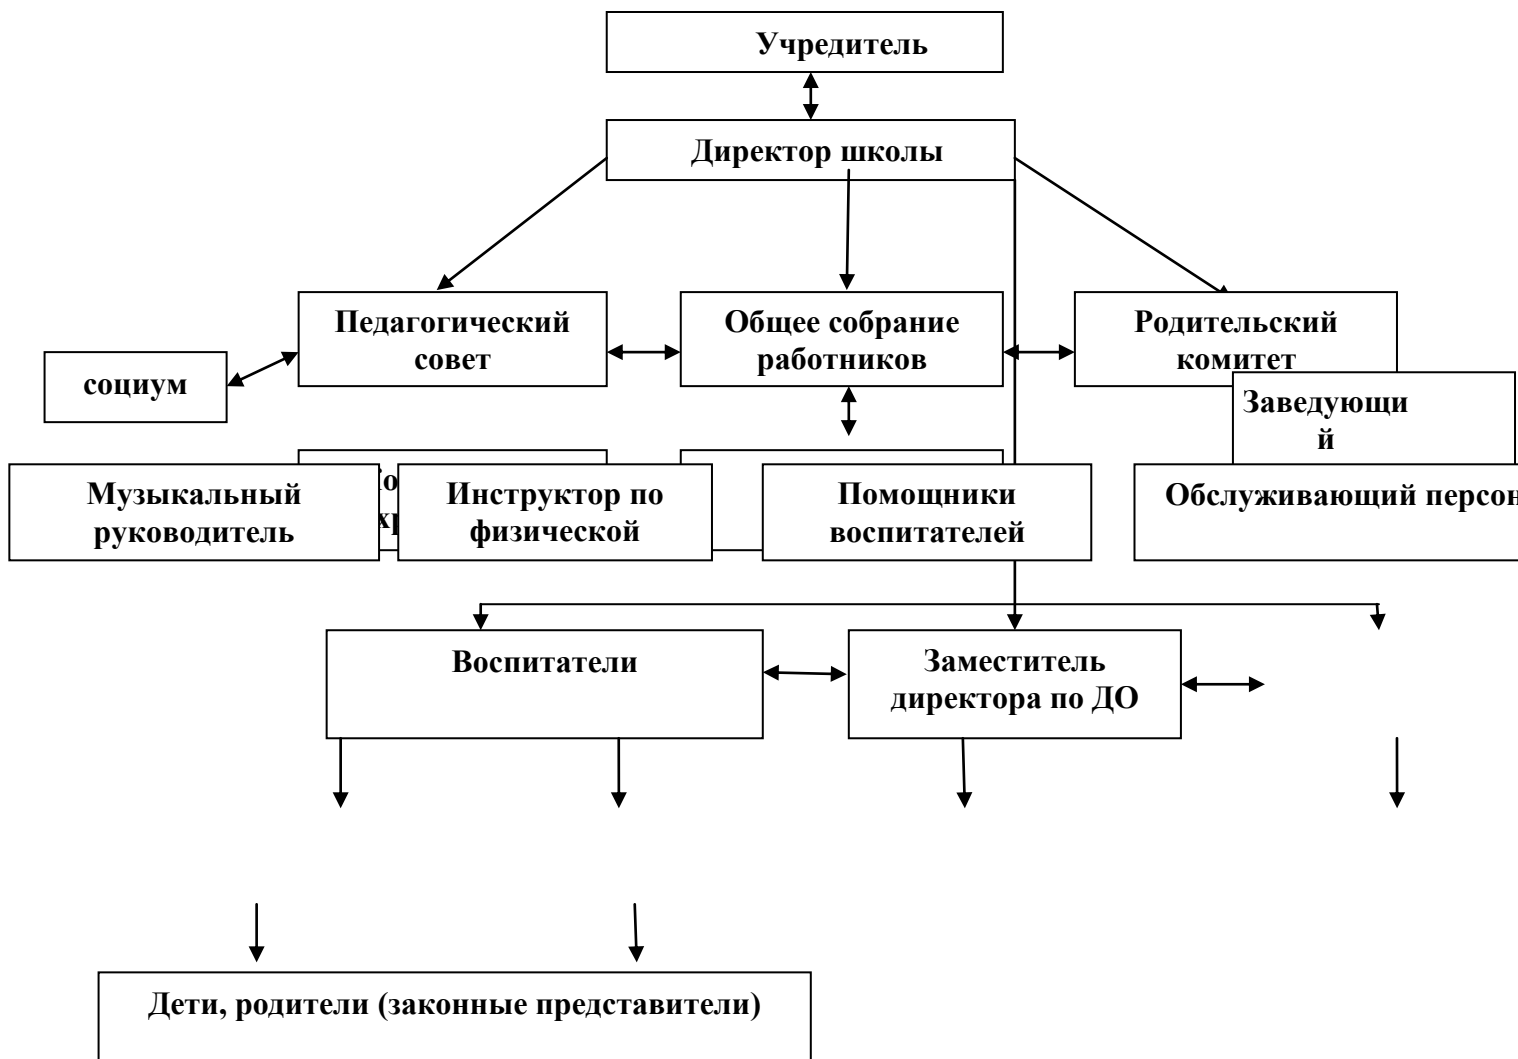 Учредитель
Директор школы
Педагогический
совет
Общее собрание
работников
Родительский
комитет
социум
Заведующи
й
Музыкальный
руководитель
Инструктор по
физической
Помощники
воспитателей
Обслуживающий персон
Воспитатели
Заместитель
директора по ДО
Дети, родители (законные представители)